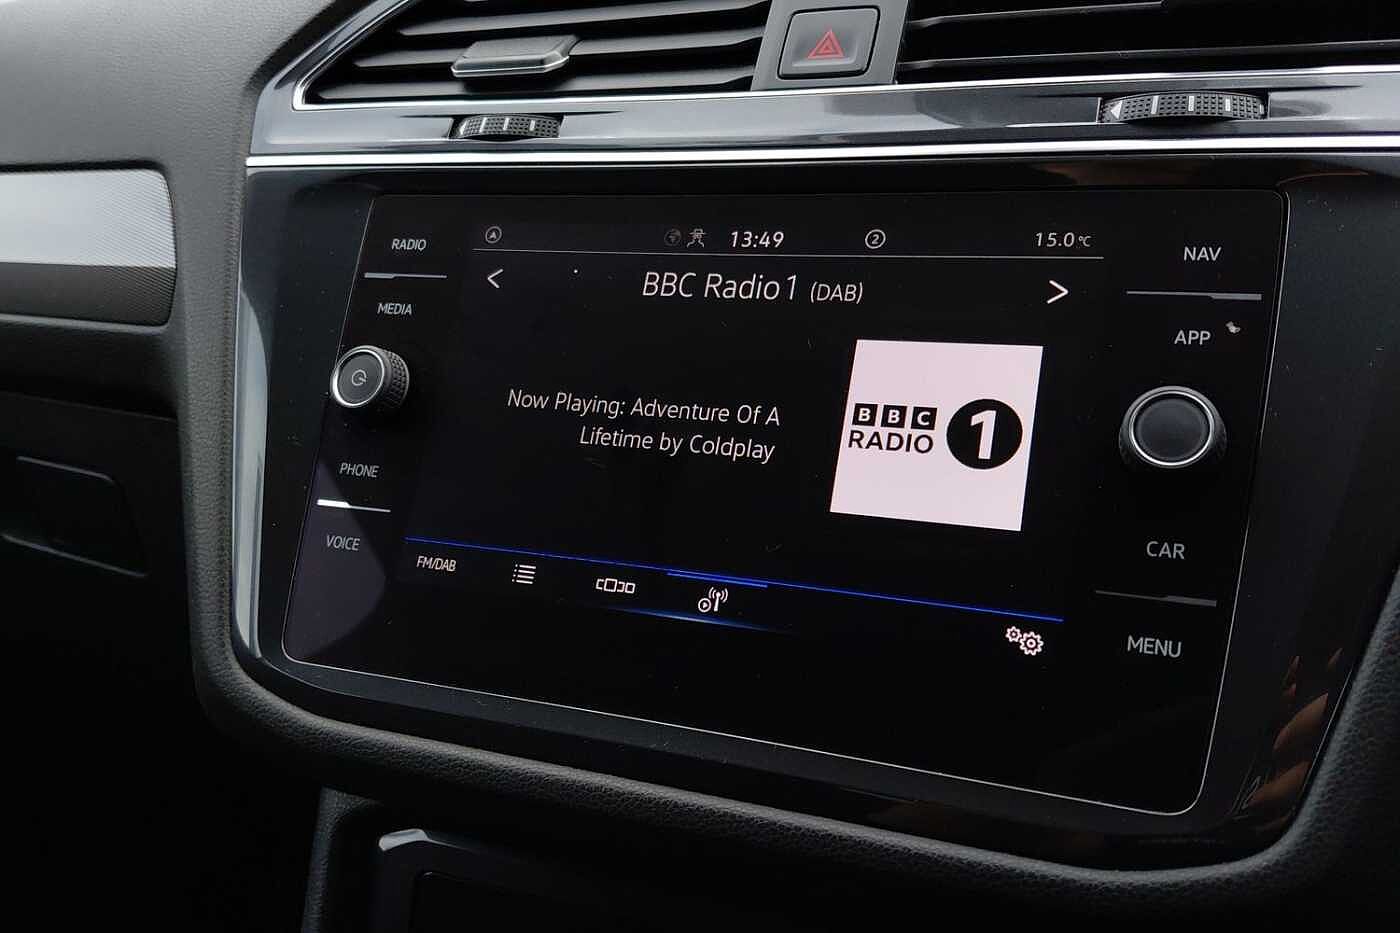 RADIO
MEDIA
PHONE
VOICE
13:49
2
15.0°C
BBC Radio 1 (DAB)
Now Playing: Adventure Of A
Lifetime by Coldplay
BBC
RADIO
1
FM/DAB
NAV
APP
CAR
MENU